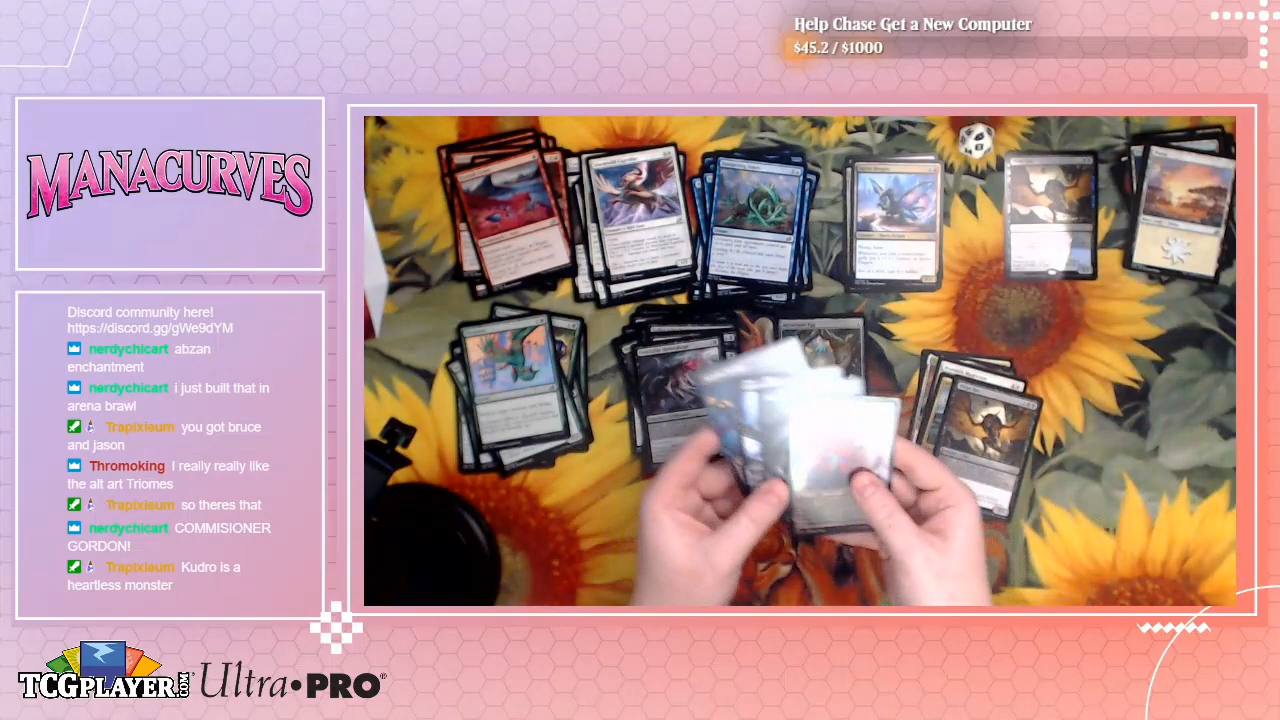 Help Chase Get a New Computer
$45.2 / $1000
MANACURVES
Discord community here!
https://discord.gg/gWe9dYM
nerdychicart abzan
enchantment
nerdychicart i just built that in
arena brawl
Trapixieum you got bruce
and jason
Thromoking I really really like
the alt art Triomes
Trapixieum so theres that
nerdychicart COMMISIONER
GORDON!
Trapixieum Kudro is a
heartless monster
TCGPLAYER.COM
Ultra•PRO®